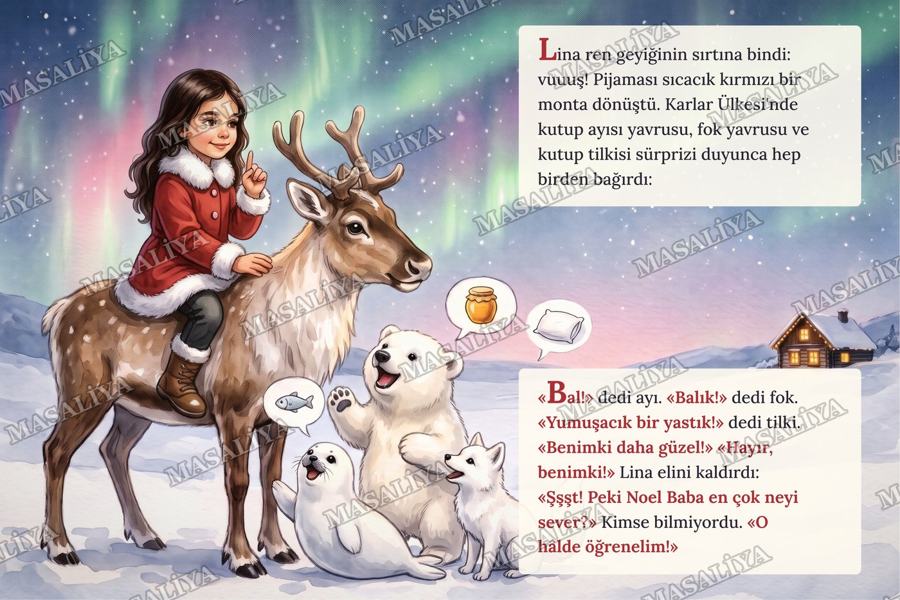 Lina ren geyiğinin sırtına bindi:
vuuuş! Pijaması sıcacık kırmızı bir
monta dönüştü. Karlar Ülkesi'nde
kutup ayısı yavrusu, fok yavrusu ve
kutup tilkisi sürprizi duyunca hep
birden bağırdı:
«Bal!» dedi ayı. «Balık!» dedi fok.
«Yumuşacık bir yastık!» dedi tilki.
«Benimki daha güzel!» «Hayır,
benimki!» Lina elini kaldırdı:
«Şşşt! Peki Noel Baba en çok neyi
sever?» Kimse bilmiyordu. «O
hâlde öğrenelim!»
MASALİYA